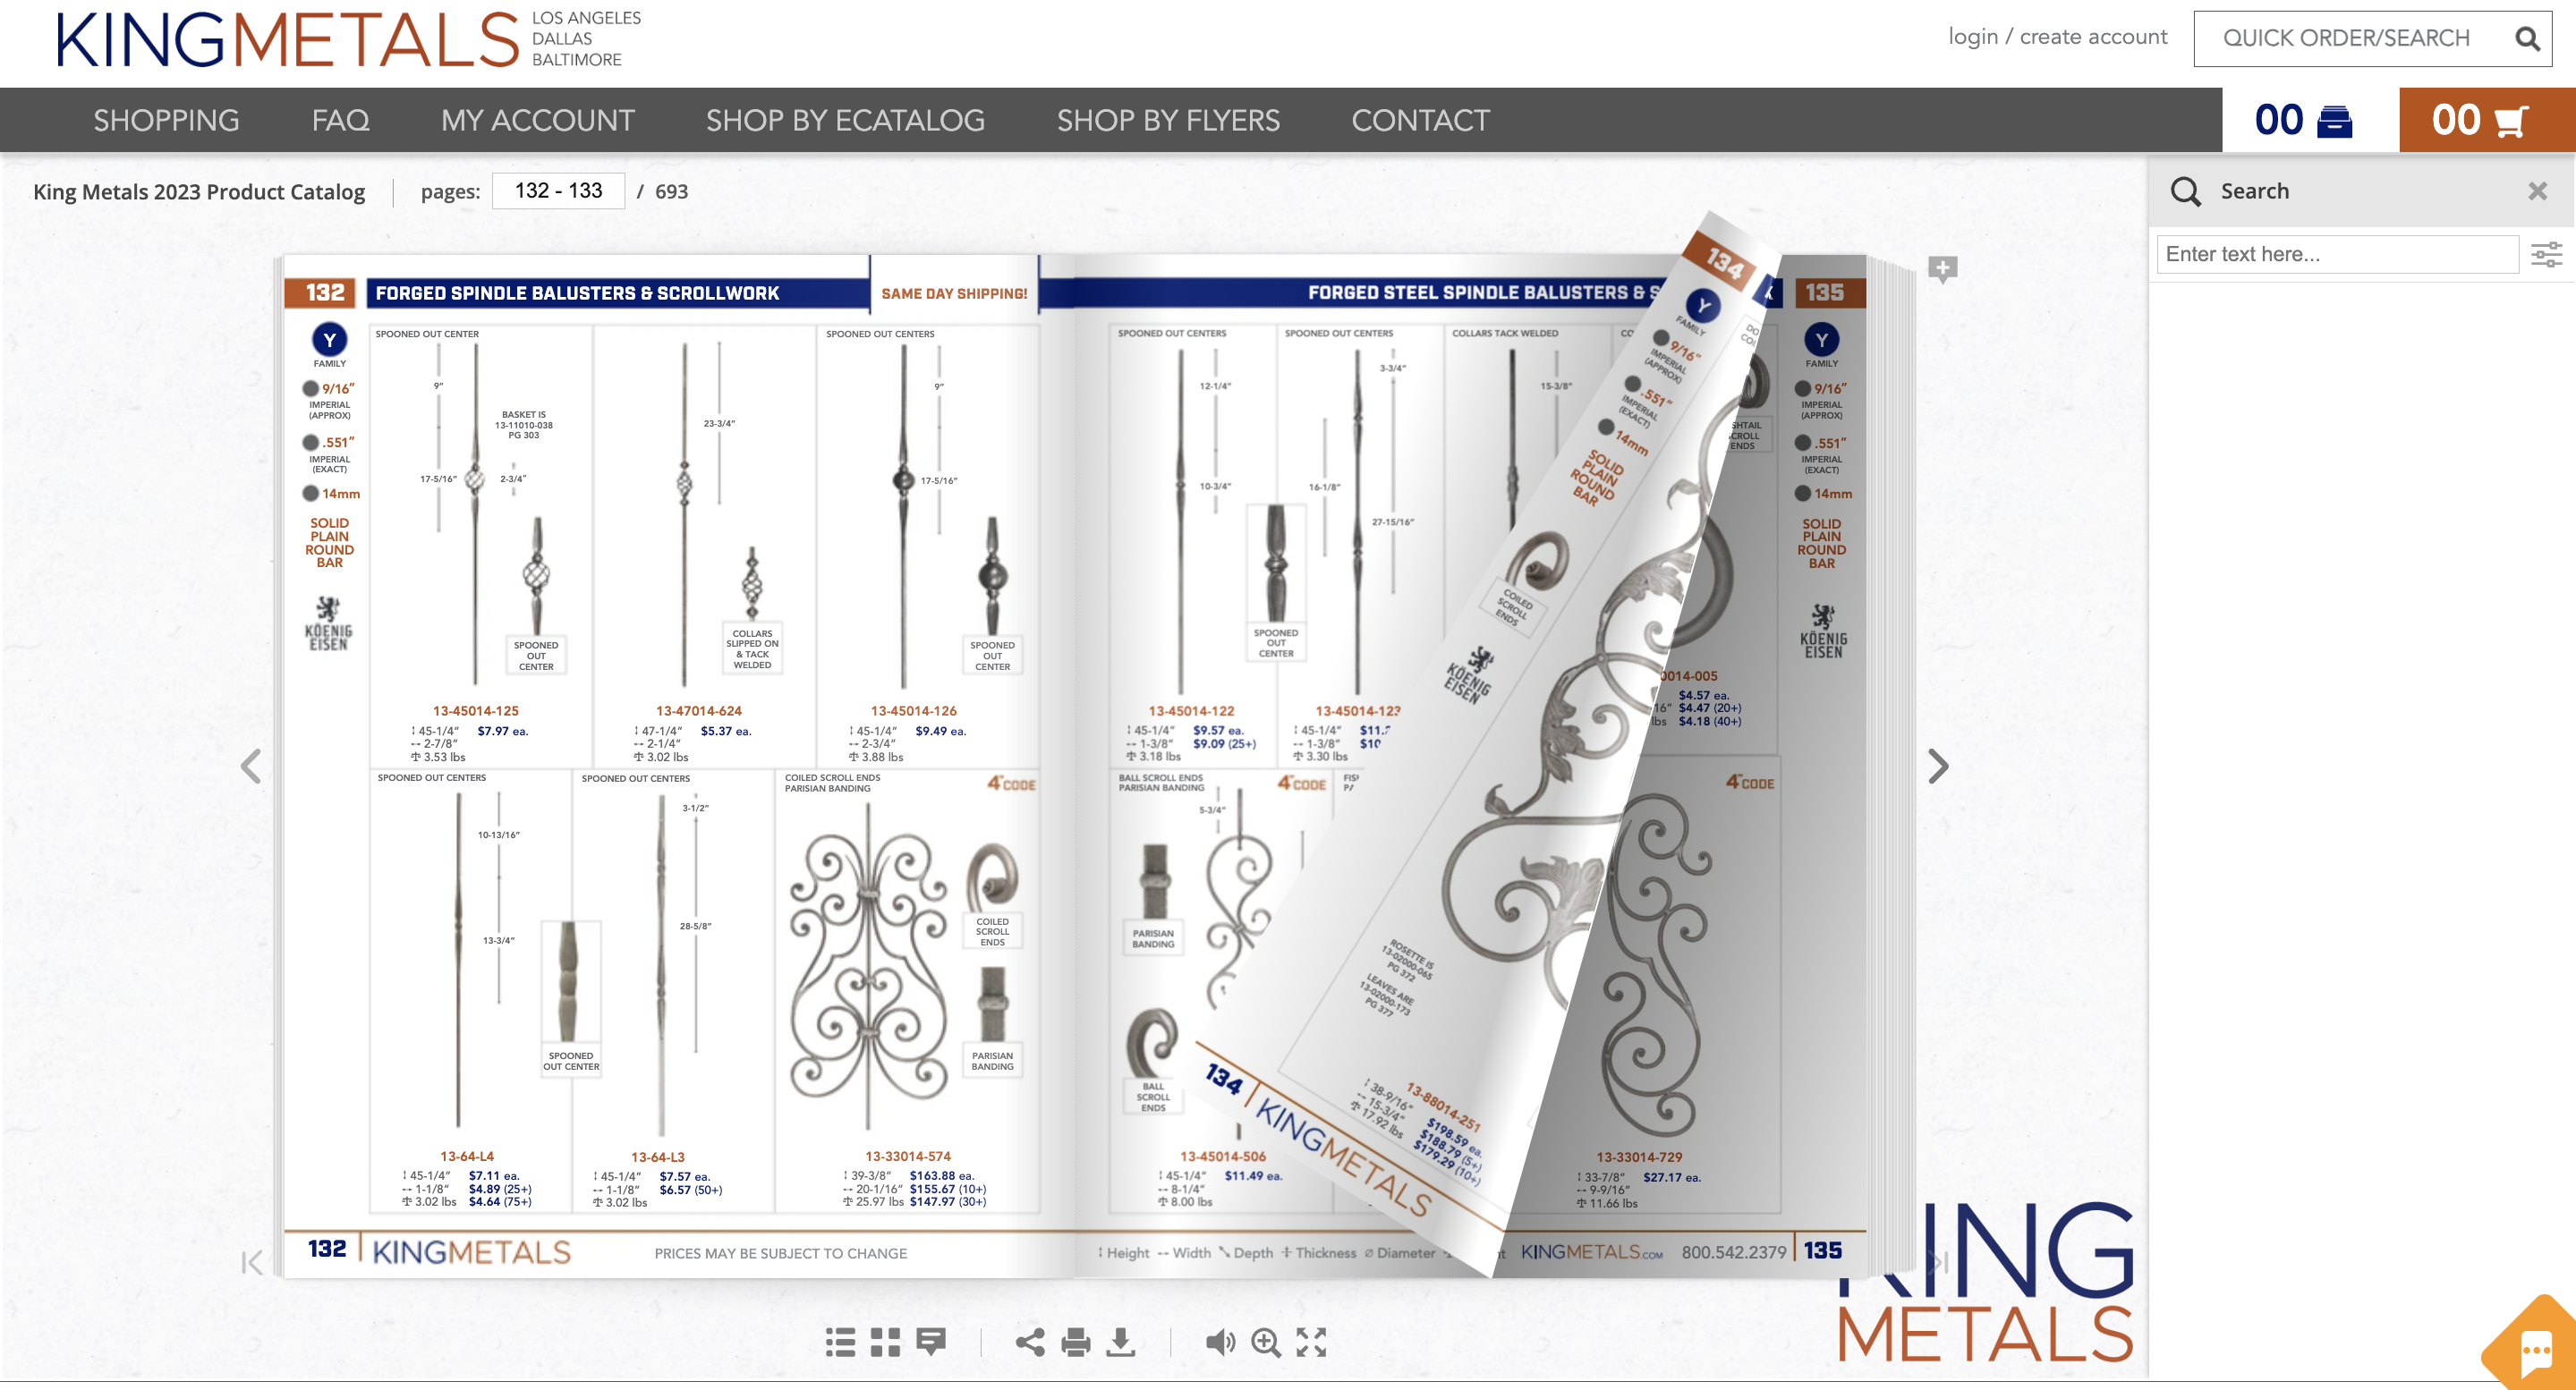 KINGMETALS
LOS ANGELES
DALLAS
BALTIMORE
login / create account
QUICK ORDER/SEARCH
SHOPPING
FAQ
MY ACCOUNT
SHOP BY ECATALOG
SHOP BY FLYERS
CONTACT
00
00
King Metals 2023 Product Catalog
pages:
132 - 133
/ 693
Search
Enter text here...
132
FORGED SPINDLE BALUSTERS & SCROLLWORK
SAME DAY SHIPPING!
Y
FAMILY
9/16"
IMPERIAL
(APPROX)
.551"
IMPERIAL
(EXACT)
14mm
SOLID
PLAIN
ROUND
BAR
KÖENIG
EISEN
SPOONED OUT CENTER
9"
BASKET IS
13-11010-038
PG 303
17-5/16"
2-3/4"
SPOONED
OUT
CENTER
13-45014-125
45-1/4" $7.97 ea.
2-7/8"
3.53 lbs
23-3/4"
COLLARS
SLIPPED ON
& TACK
WELDED
13-47014-624
47-1/4" $5.37 ea.
2-1/4"
3.02 lbs
SPOONED OUT CENTERS
9"
17-5/16"
SPOONED
OUT
CENTER
13-45014-126
45-1/4" $9.49 ea.
2-3/4"
3.88 lbs
SPOONED OUT CENTERS
10-13/16"
13-3/4"
SPOONED
OUT CENTER
13-64-L4
45-1/4" $7.11 ea.
1-1/8" $4.89 (25+)
3.02 lbs $4.64 (75+)
SPOONED OUT CENTERS
3-1/2"
28-5/8"
13-64-L3
45-1/4" $7.57 ea.
1-1/8" $6.57 (50+)
3.02 lbs
COILED SCROLL ENDS
PARISIAN BANDING
4" CODE
COILED
SCROLL
ENDS
PARISIAN
BANDING
13-33014-574
39-3/8" $163.88 ea.
20-1/16" $155.67 (10+)
25.97 lbs $147.97 (30+)
132
KINGMETALS
PRICES MAY BE SUBJECT TO CHANGE
FORGED STEEL SPINDLE BALUSTERS & S
SPOONED OUT CENTERS
12-1/4"
10-3/4"
SPOONED
OUT
CENTER
13-45014-122
45-1/4" $9.57 ea.
1-3/8" $9.09 (25+)
3.18 lbs
SPOONED OUT CENTERS
3-3/4"
16-1/8"
27-15/16"
13-45014-123
45-1/4" $11.
1-3/8" $10
3.30 lbs
COLLARS TACK WELDED
15-3/8"
CO
BALL SCROLL ENDS
PARISIAN BANDING
4" CODE
5-3/4"
PARISIAN
BANDING
BALL
SCROLL
ENDS
13-45014-506
45-1/4" $11.49 ea.
8-1/4"
8.00 lbs
Height Width Depth Thickness Diameter
134
Y
FAMILY
9/16"
IMPERIAL
(APPROX)
.551"
IMPERIAL
(EXACT)
14mm
SOLID
PLAIN
ROUND
BAR
COILED
SCROLL
ENDS
KÖENIG
EISEN
ROSETTE IS
13-02000-065
PG 372
LEAVES ARE
13-02000-173
PG 377
13-88014-251
38-9/16" $198.59 ea.
15-3/4" $188.79 (5+)
17.92 lbs $179.29 (10+)
134
KINGMETALS
135
Y
FAMILY
9/16"
IMPERIAL
(APPROX)
.551"
IMPERIAL
(EXACT)
14mm
SOLID
PLAIN
ROUND
BAR
KÖENIG
EISEN
SHTAIL
CROLL
ENDS
0014-005
$4.57 ea.
16" $4.47 (20+)
lbs $4.18 (40+)
4" CODE
13-33014-729
33-7/8" $27.17 ea.
9-9/16"
11.66 lbs
KINGMETALS.COM
800.542.2379
135
KING
METALS